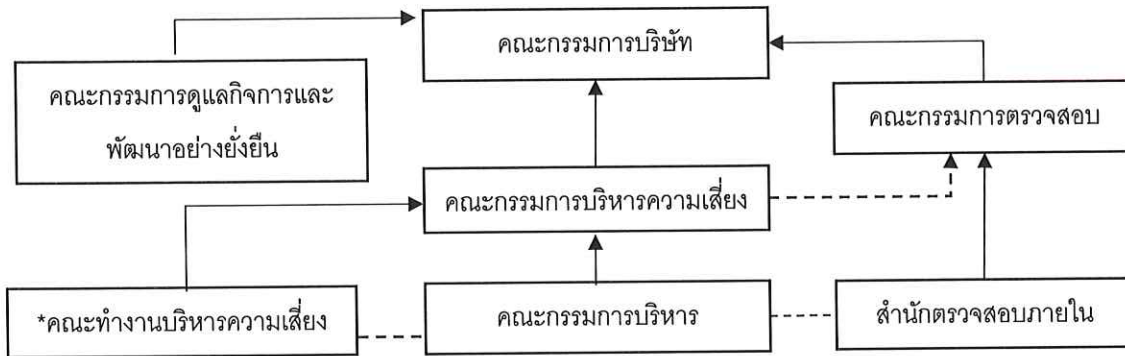 คณะกรรมการบริษัท
คณะกรรมการดูแลกิจการและ
พัฒนาอย่างยั่งยืน
คณะกรรมการตรวจสอบ
คณะกรรมการบริหารความเสี่ยง
*คณะทำงานบริหารความเสี่ยง
คณะกรรมการบริหาร
สำนักตรวจสอบภายใน